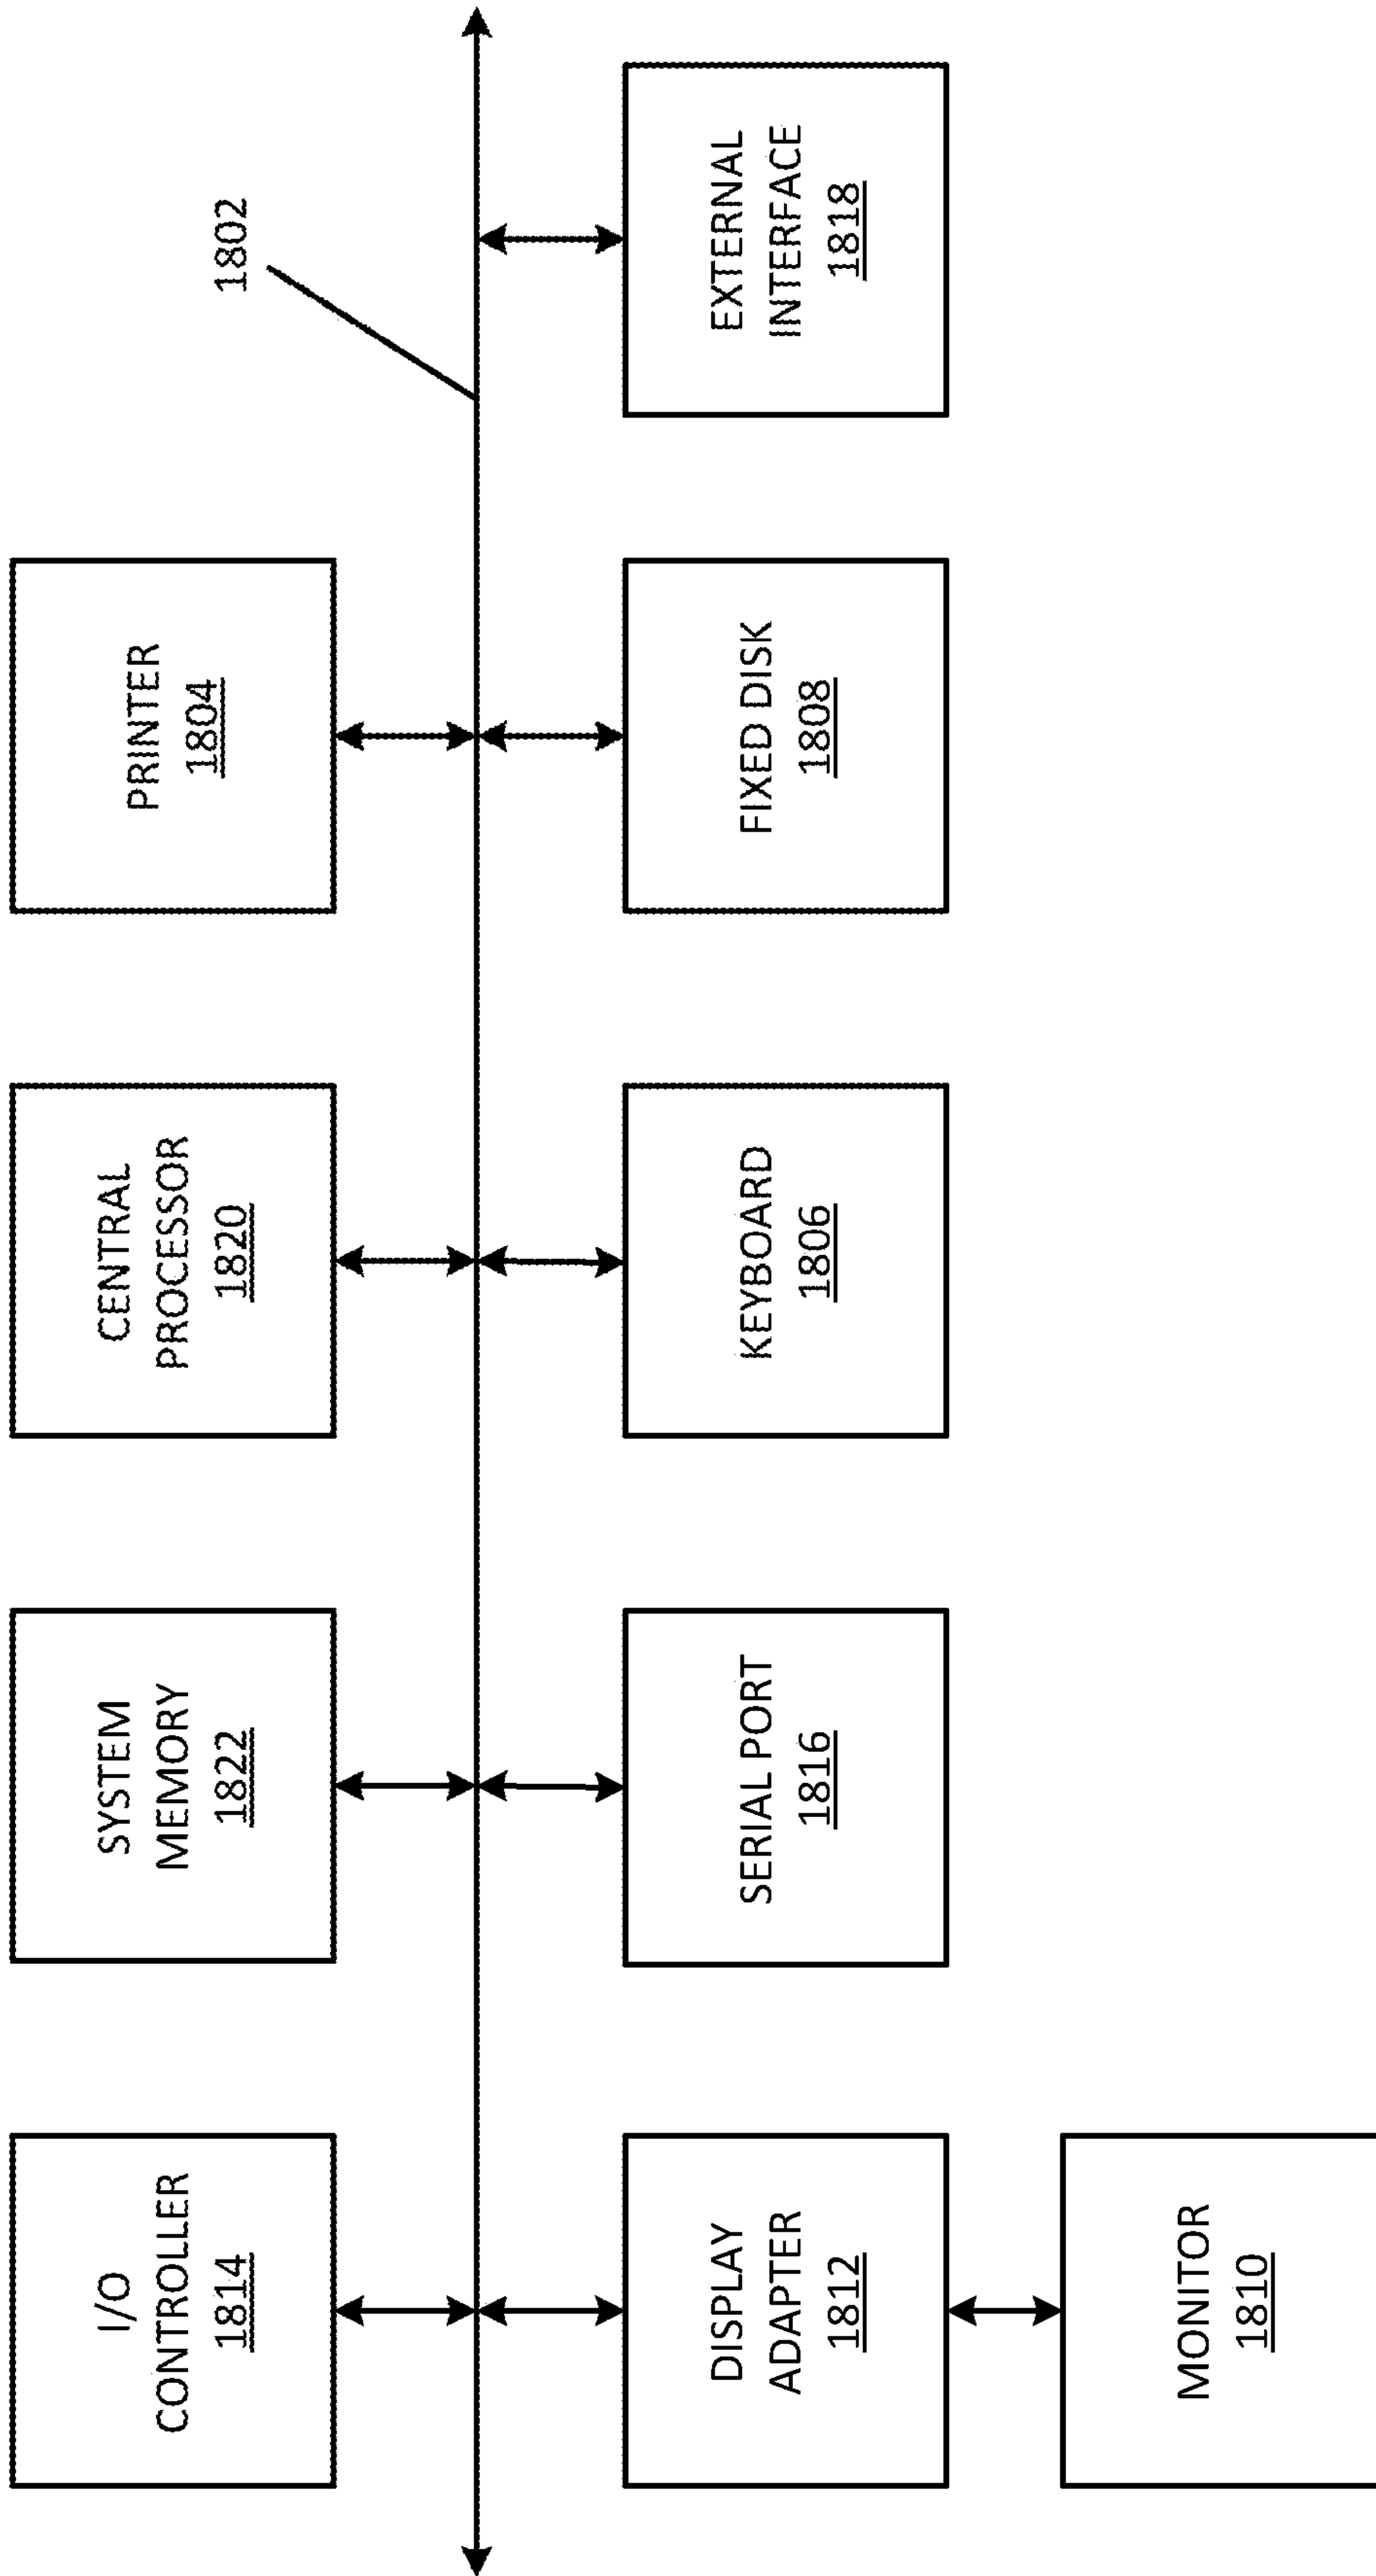 I/O
CONTROLLER
1814
SYSTEM
MEMORY
1822
CENTRAL
PROCESSOR
1820
PRINTER
1804
1802
DISPLAY
ADAPTER
1812
SERIAL PORT
1816
KEYBOARD
1806
FIXED DISK
1808
EXTERNAL
INTERFACE
1818
MONITOR
1810